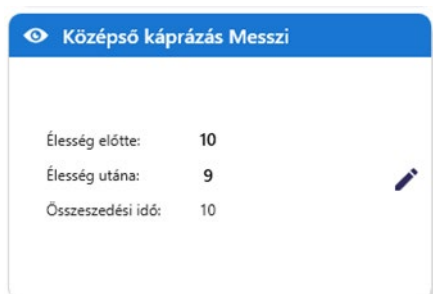 Középső káprázás Messzi
Élesség előtte: 10
Élesség utána: 9
Összeszedési idő: 10